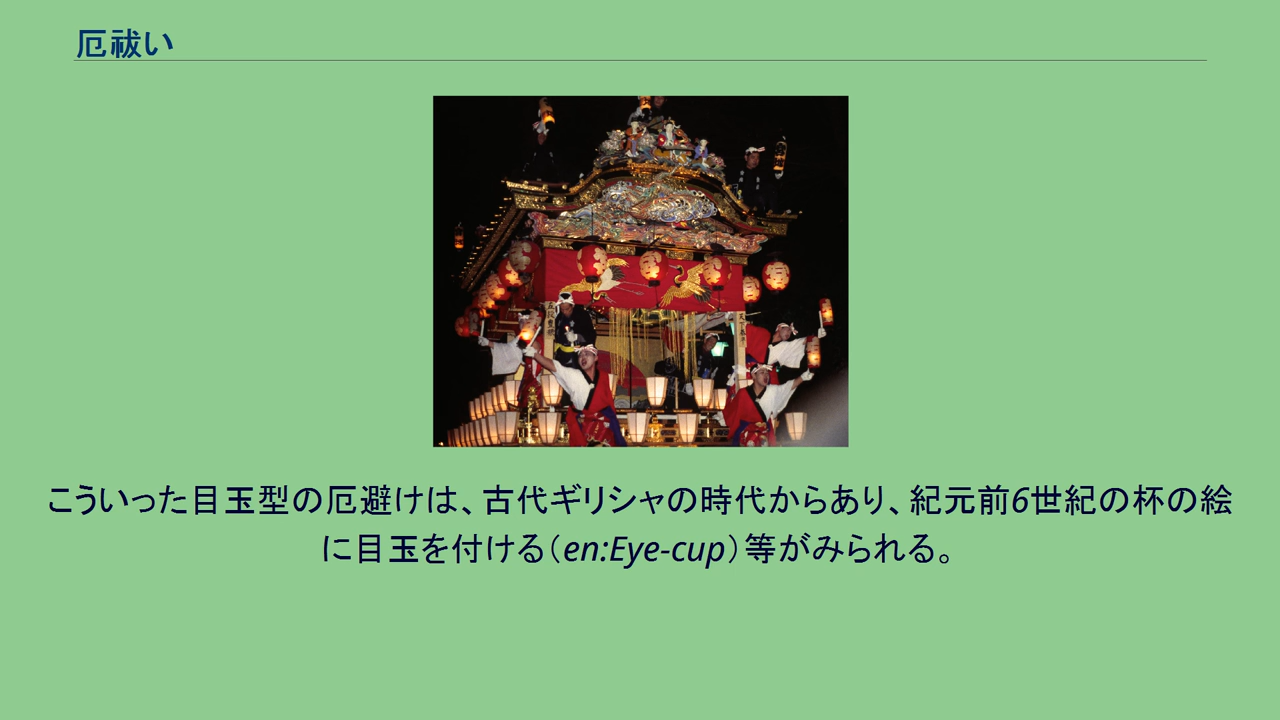 厄祓い
こういった目玉型の厄避けは、古代ギリシャの時代からあり、紀元前6世紀の杯の絵
に目玉を付ける（en:Eye-cup）等がみられる。